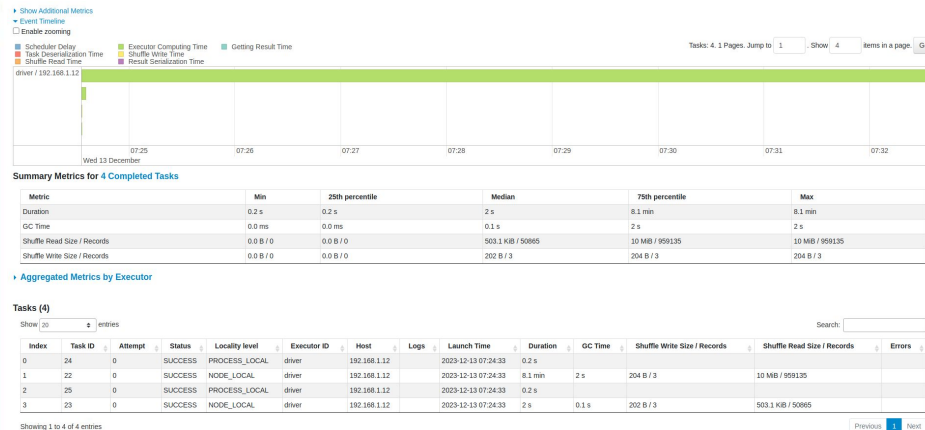 Show Additional Metrics
Event Timeline
Enable zooming
Scheduler Delay
Task Deserialization Time
Shuffle Read Time
Executor Computing Time
Shuffle Write Time
Result Serialization Time
Getting Result Time
Tasks: 4. 1 Pages. Jump to 1 . Show 4 items in a page. G
driver / 192.168.1.12
07:25 07:26 07:27 07:28 07:29 07:30 07:31 07:32
Wed 13 December
Summary Metrics for 4 Completed Tasks
Metric Min 25th percentile Median 75th percentile Max
Duration 0.2 s 0.2 s 2 s 8.1 min 8.1 min
GC Time 0.0 ms 0.0 ms 0.1 s 2 s 2 s
Shuffle Read Size / Records 0.0 B / 0 0.0 B / 0 503.1 KiB / 50865 10 MiB / 959135 10 MiB / 959135
Shuffle Write Size / Records 0.0 B / 0 0.0 B / 0 202 B / 3 204 B / 3 204 B / 3
Aggregated Metrics by Executor
Tasks (4)
Show 20 entries Search:
Index Task ID Attempt Status Locality level Executor ID Host Logs Launch Time Duration GC Time Shuffle Write Size / Records Shuffle Read Size / Records Errors
0 24 0 SUCCESS PROCESS_LOCAL driver 192.168.1.12 2023-12-13 07:24:33 0.2 s
1 22 0 SUCCESS NODE_LOCAL driver 192.168.1.12 2023-12-13 07:24:33 8.1 min 2 s 204 B / 3 10 MiB / 959135
2 25 0 SUCCESS PROCESS_LOCAL driver 192.168.1.12 2023-12-13 07:24:33 0.2 s
3 23 0 SUCCESS NODE_LOCAL driver 192.168.1.12 2023-12-13 07:24:33 2 s 0.1 s 202 B / 3 503.1 KiB / 50865
Showing 1 to 4 of 4 entries Previous 1 Next